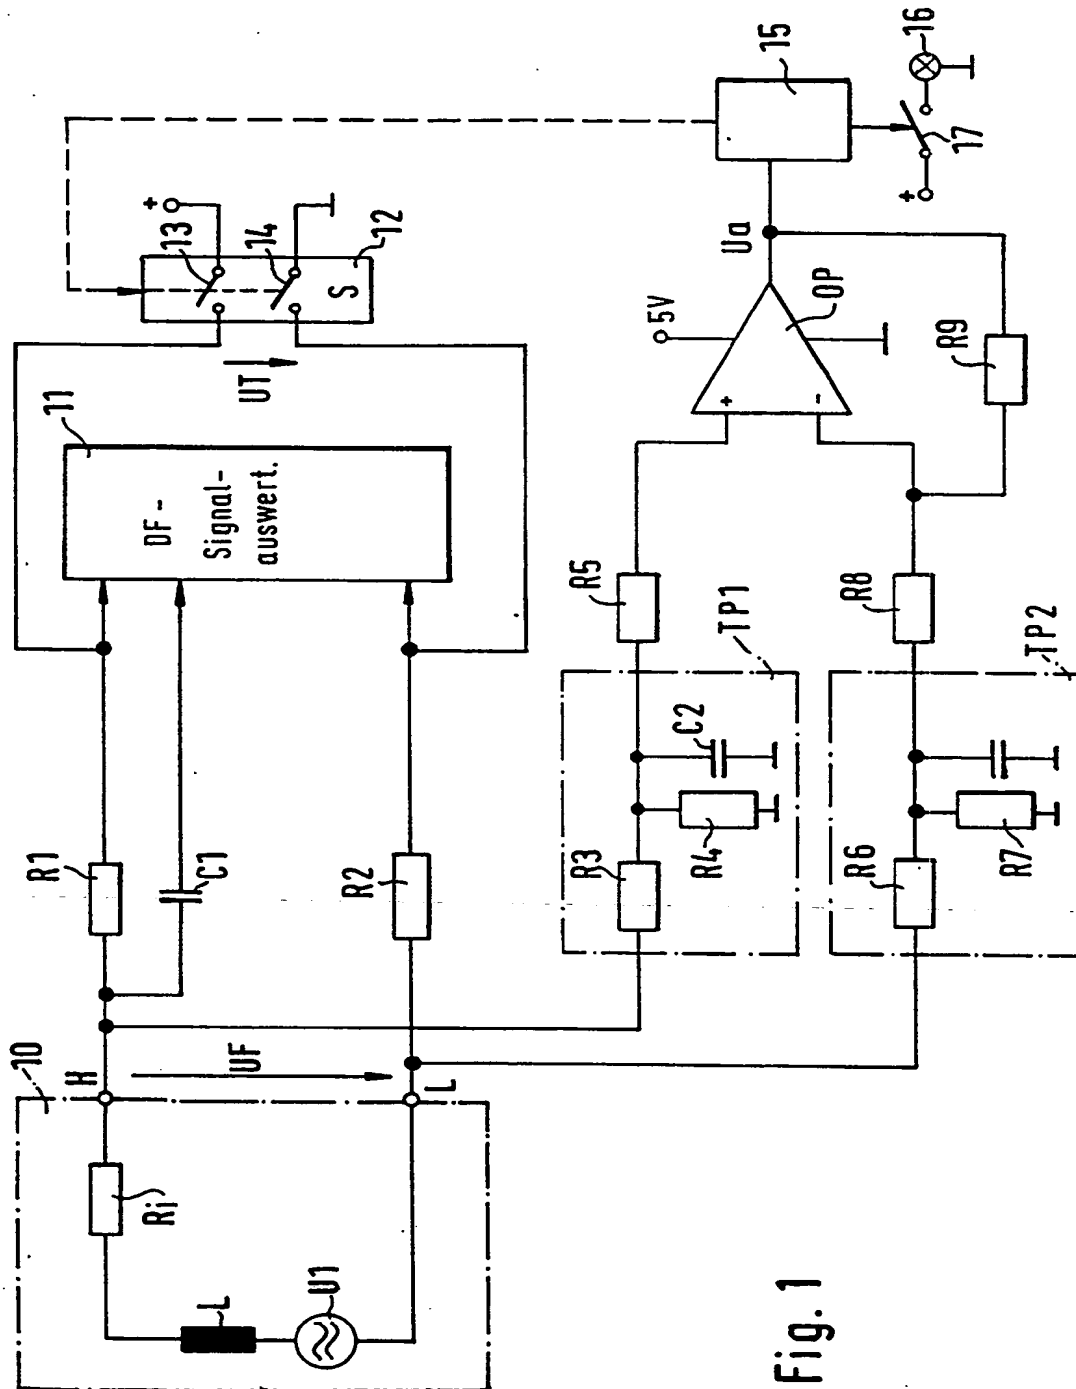 10
Ri
L
U1
H
UF
L
R1
C1
R2
11
DF-
Signal-
auswert.
UT
+
13
14
S
12
R3
R4
C2
TP1
R5
R6
R7
TP2
R8
5V
+
-
OP
R9
Ua
15
16
17
+
Fig. 1